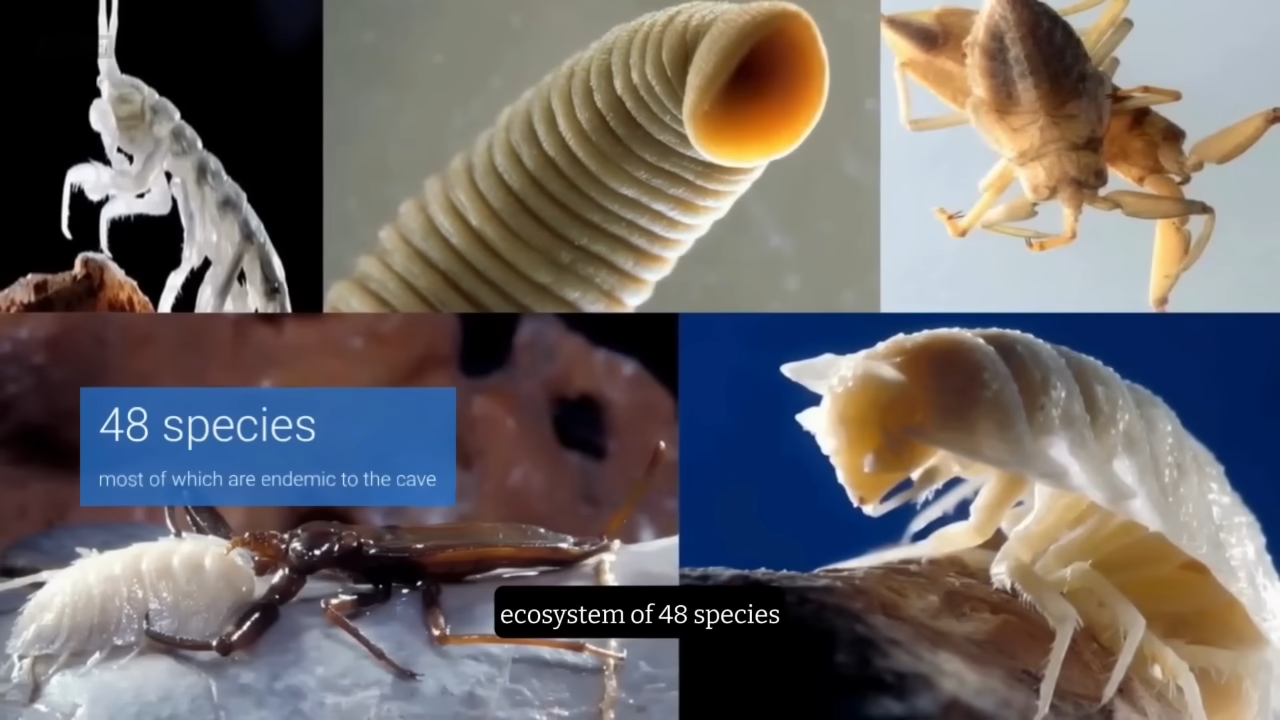 48 species
most of which are endemic to the cave
ecosystem of 48 species